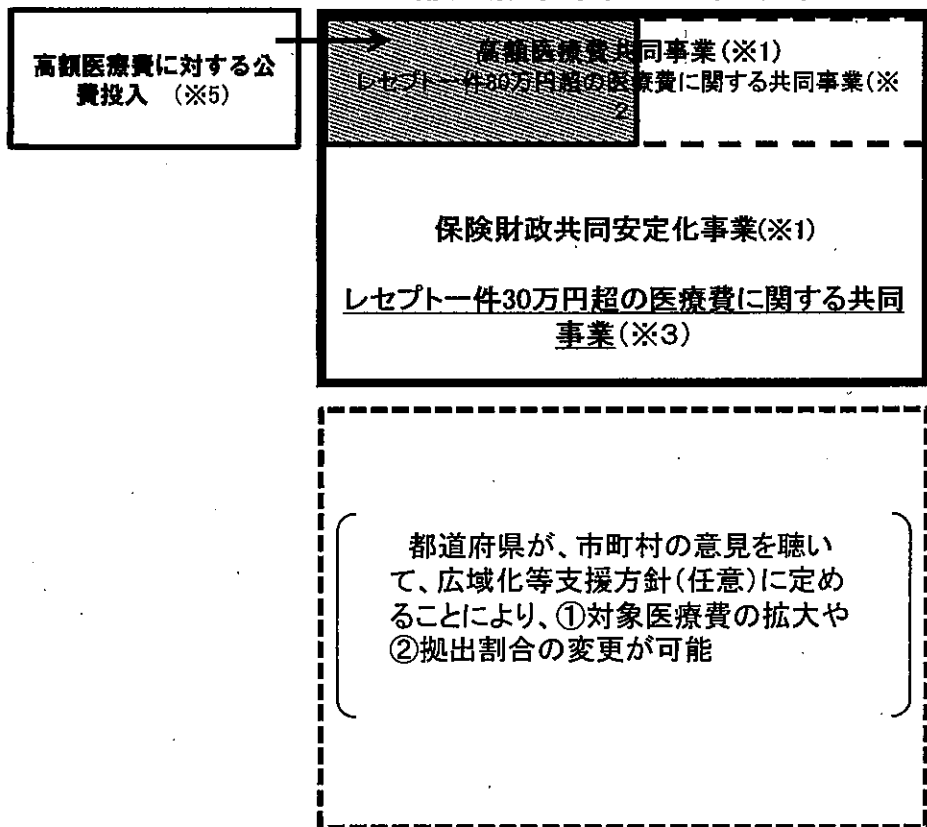 高額医療費に対する公
費投入 (※5)
高額医療費共同事業(※1)
レセプト一件80万円超の医療費に関する共同事業(※
2
保険財政共同安定化事業(※1)
レセプト一件30万円超の医療費に関する共同
事業(※3)
都道府県が、市町村の意見を聴い
て、広域化等支援方針(任意)に定め
ることにより、①対象医療費の拡大や
②拠出割合の変更が可能